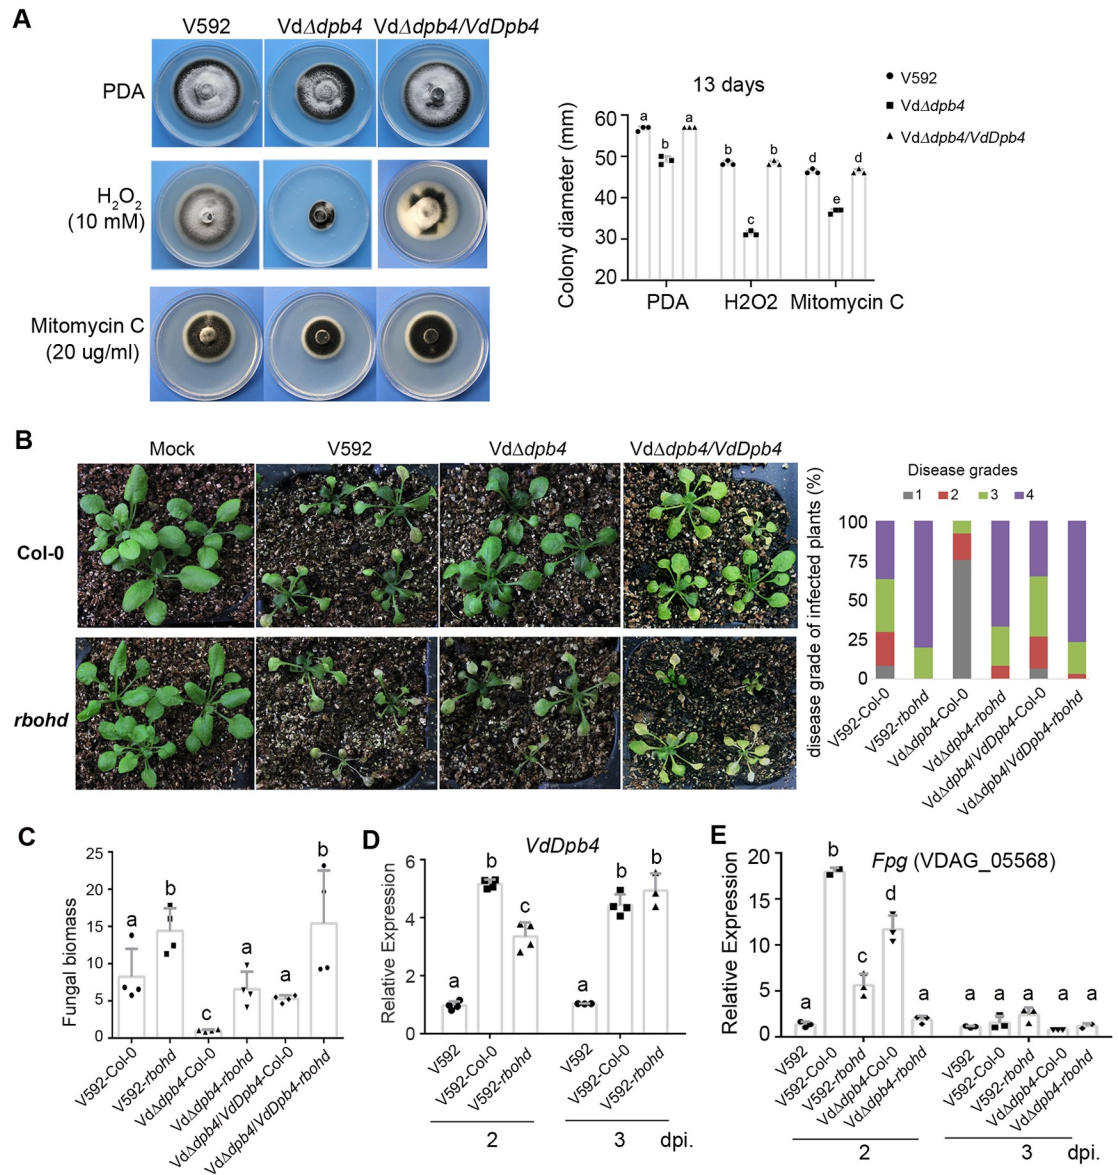 A
V592
VdΔdpb4
VdΔdpb4/VdDpb4
PDA
H2O2
(10 mM)
Mitomycin C
(20 ug/ml)
13 days
V592
VdΔdpb4
VdΔdpb4/VdDpb4
Colony diameter (mm)
60
50
40
30
20
a
b
a
b
c
b
d
e
d
PDA
H2O2
Mitomycin C
B
Mock
V592
VdΔdpb4
VdΔdpb4/VdDpb4
Col-0
rbohd
Disease grades
1 2 3 4
disease grade of infected plants (%)
100
75
50
25
0
V592-Col-0
V592-rbohd
VdΔdpb4-Col-0
VdΔdpb4-rbohd
VdΔdpb4/VdDpb4-Col-0
VdΔdpb4/VdDpb4-rbohd
C
Fungal biomass
25
20
15
10
5
0
a
b
c
a
a
b
V592-Col-0
V592-rbohd
VdΔdpb4-Col-0
VdΔdpb4-rbohd
VdΔdpb4/VdDpb4-Col-0
VdΔdpb4/VdDpb4-rbohd
D
VdDpb4
Relative Expression
6
4
2
0
a
b
c
a
b
b
V592
V592-Col-0
V592-rbohd
V592
V592-Col-0
V592-rbohd
2
3
dpi.
E
Fpg (VDAG_05568)
Relative Expression
20
15
10
5
0
a
b
c
d
a
a
a
a
a
a
V592
V592-Col-0
V592-rbohd
VdΔdpb4-Col-0
VdΔdpb4-rbohd
V592
V592-Col-0
V592-rbohd
VdΔdpb4-Col-0
VdΔdpb4-rbohd
2
3
dpi.